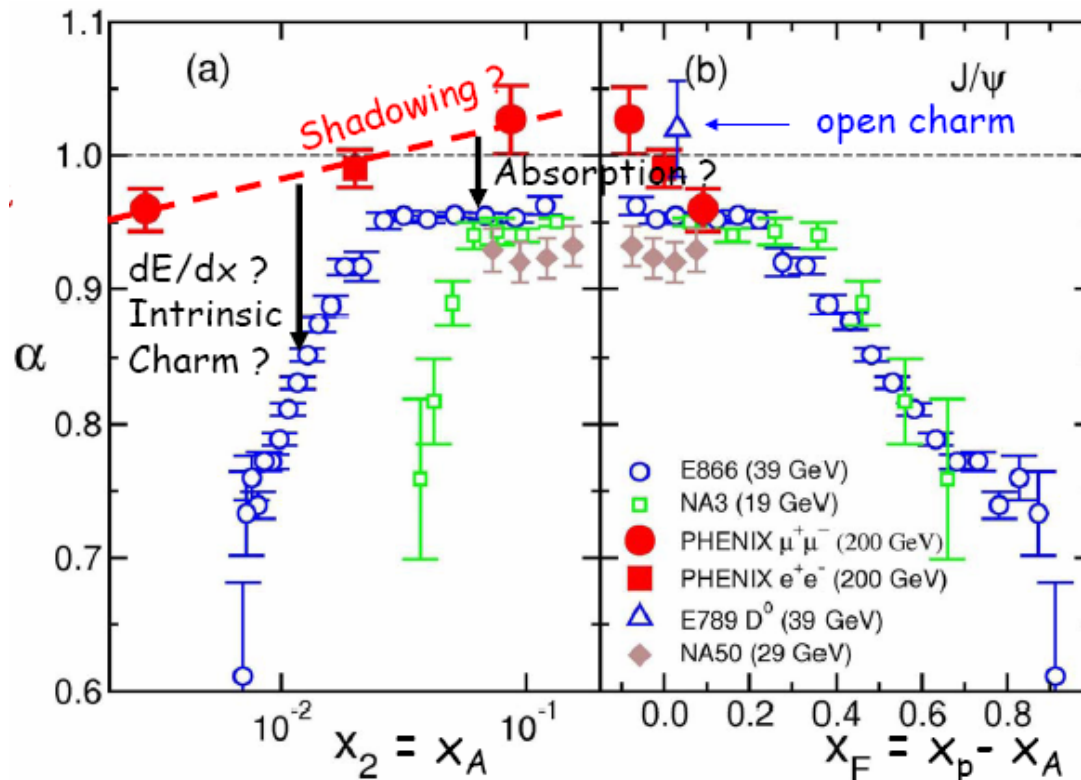 1.1
(a)
(b)
J/ψ
Shadowing ?
open charm
1.0
Absorption ?
dE/dx ?
Intrinsic
Charm ?
0.9
α
0.8
E866 (39 GeV)
NA3 (19 GeV)
PHENIX μ⁺μ⁻ (200 GeV)
0.7
PHENIX e⁺e⁻ (200 GeV)
E789 D⁰ (39 GeV)
NA50 (29 GeV)
0.6
10⁻² 10⁻¹ 0.0 0.2 0.4 0.6 0.8
X₂ = X_A
X_F = X_p - X_A